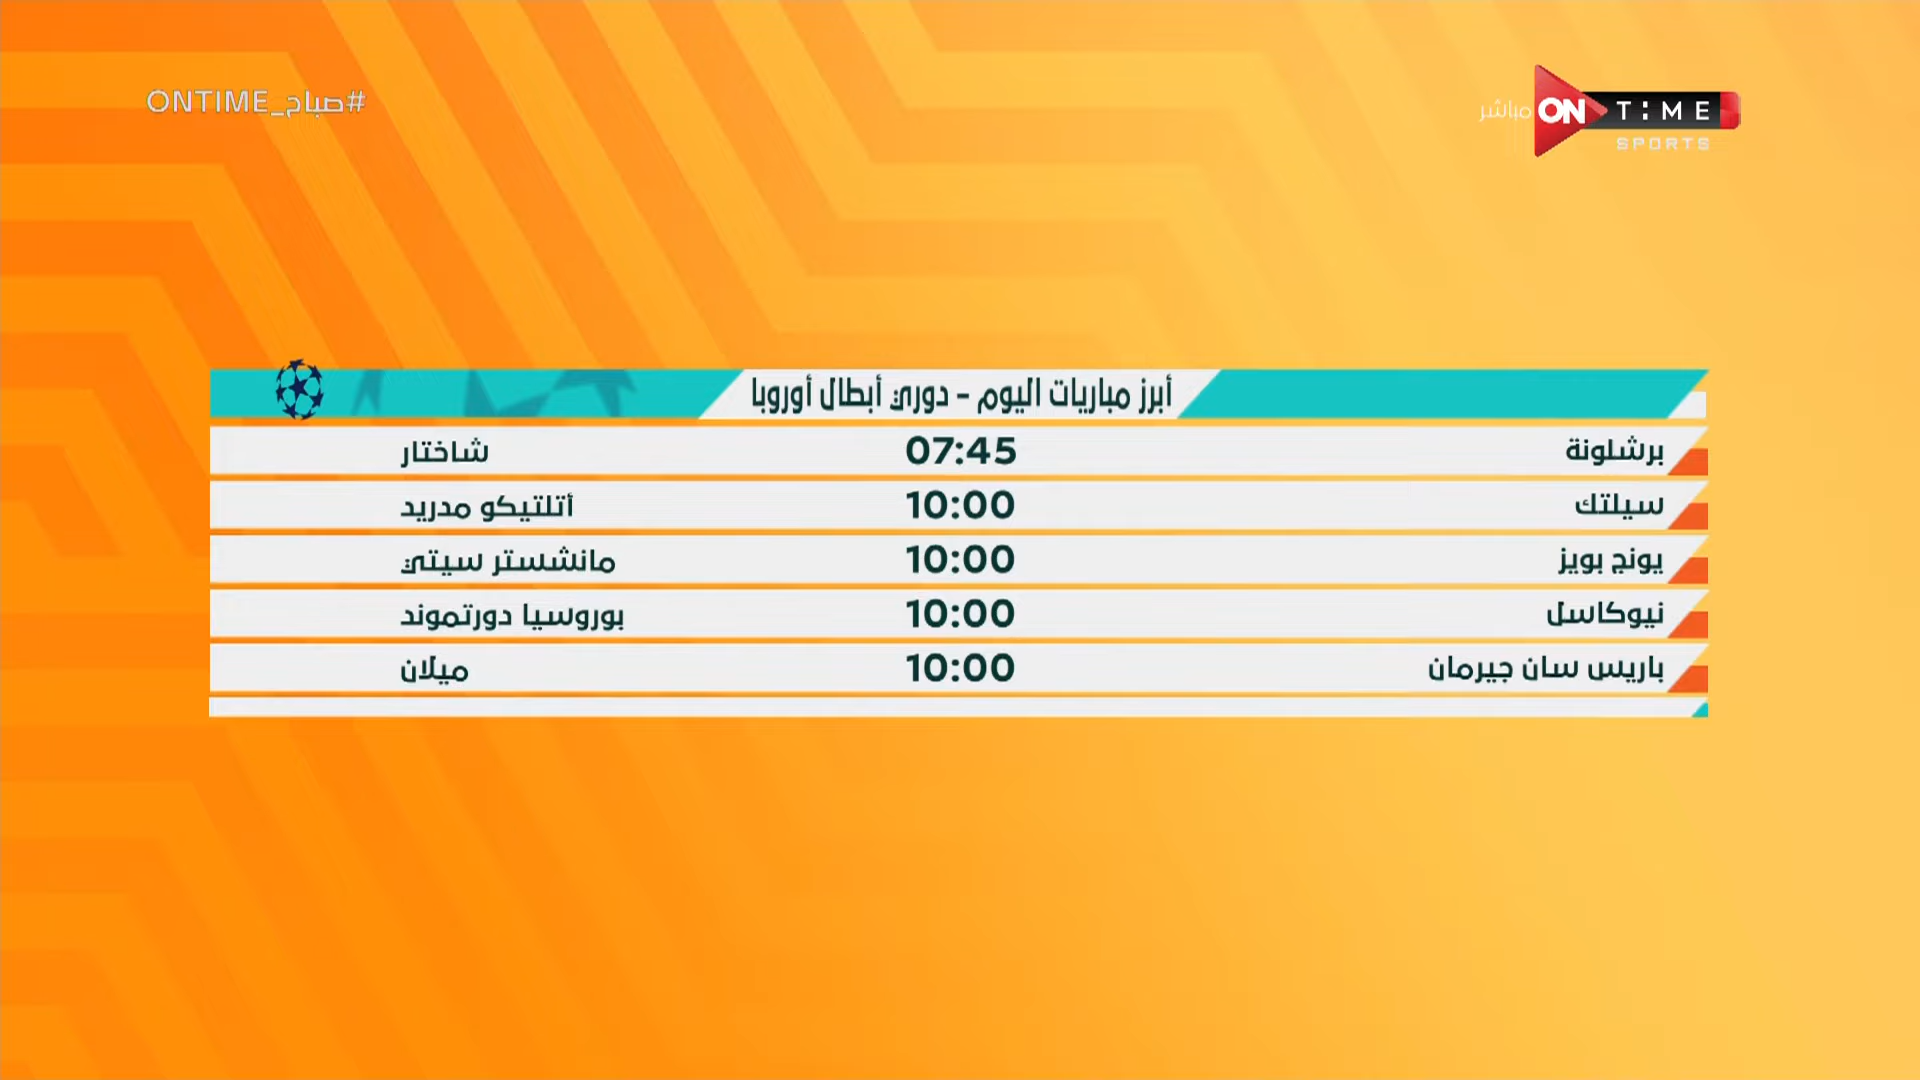 #صباح_ONTIME
مباشر ON TIME
SPORTS
أبرز مباريات اليوم - دوري أبطال أوروبا
برشلونة 07:45 شاختار
سيلتك 10:00 أتلتيكو مدريد
يونج بويز 10:00 مانشستر سيتي
نيوكاسل 10:00 بوروسيا دورتموند
باريس سان جيرمان 10:00 ميلان